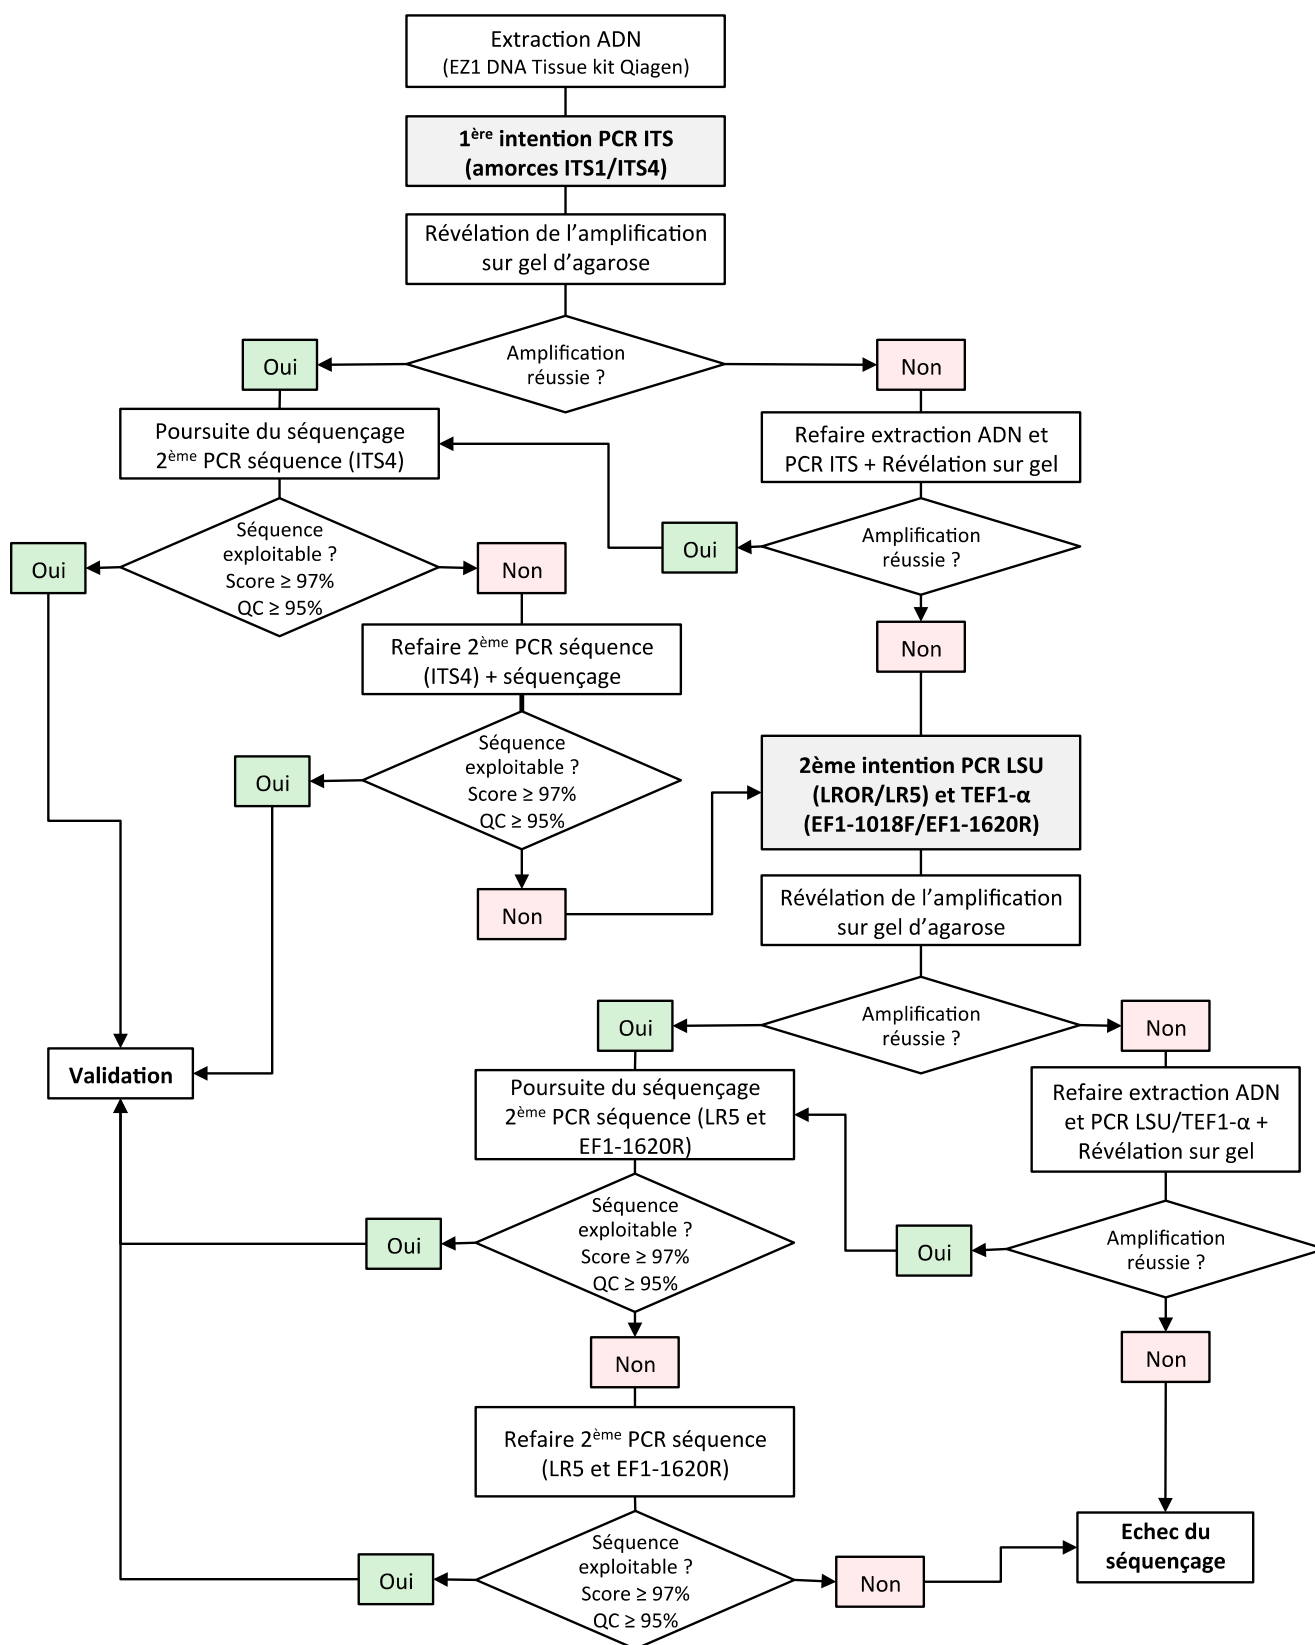 Extraction ADN
(EZ1 DNA Tissue kit Qiagen)
1ère intention PCR ITS
(amorces ITS1/ITS4)
Révélation de l’amplification
sur gel d’agarose
Amplification
réussie ?
Oui
Non
Poursuite du séquençage
2ème PCR séquence (ITS4)
Refaire extraction ADN et
PCR ITS + Révélation sur gel
Séquence
exploitable ?
Score ≥ 97%
QC ≥ 95%
Oui
Non
Amplification
réussie ?
Oui
Non
Refaire 2ème PCR séquence
(ITS4) + séquençage
Séquence
exploitable ?
Score ≥ 97%
QC ≥ 95%
Oui
Non
2ème intention PCR LSU
(LROR/LR5) et TEF1-α
(EF1-1018F/EF1-1620R)
Révélation de l’amplification
sur gel d’agarose
Amplification
réussie ?
Oui
Non
Validation
Poursuite du séquençage
2ème PCR séquence (LR5 et
EF1-1620R)
Refaire extraction ADN
et PCR LSU/TEF1-α +
Révélation sur gel
Séquence
exploitable ?
Score ≥ 97%
QC ≥ 95%
Oui
Non
Amplification
réussie ?
Oui
Non
Refaire 2ème PCR séquence
(LR5 et EF1-1620R)
Séquence
exploitable ?
Score ≥ 97%
QC ≥ 95%
Oui
Non
Echec du
séquençage